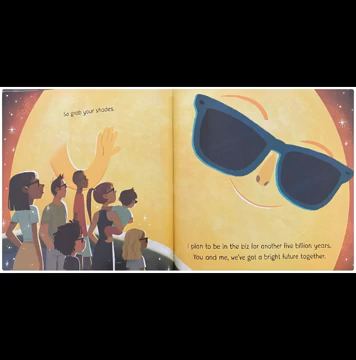 So grab your shades.
I plan to be in the biz for another five billion years.
You and me, we've got a bright future together.